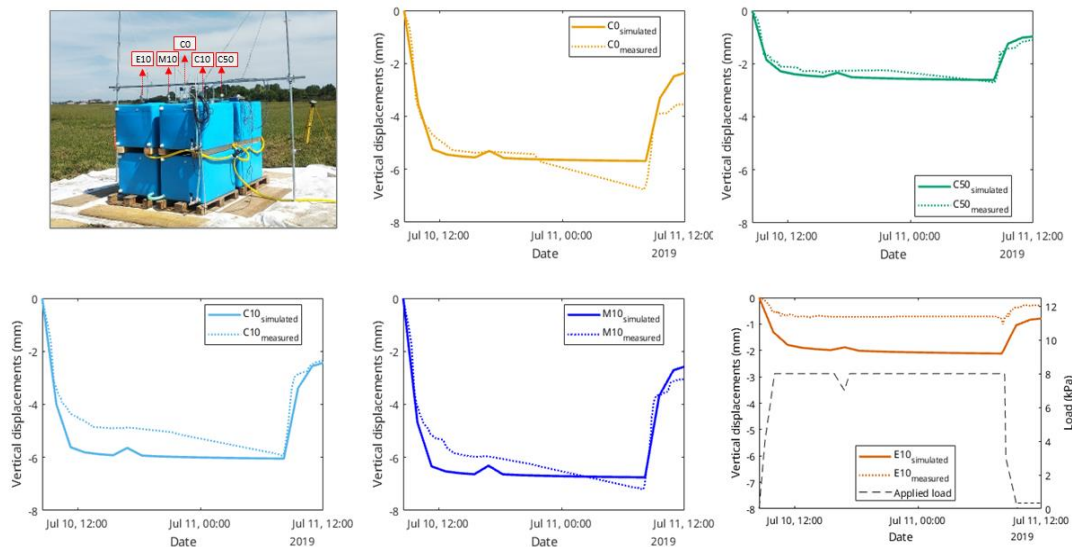 E10 M10 C0 C10 C50
0
-2
-4
-6
-8
Vertical displacements (mm)
C0simulated
C0measured
Jul 10, 12:00 Jul 11, 00:00 Jul 11, 12:00
Date 2019
0
-2
-4
-6
-8
Vertical displacements (mm)
C50simulated
C50measured
Jul 10, 12:00 Jul 11, 00:00 Jul 11, 12:00
Date 2019
0
-2
-4
-6
-8
Vertical displacements (mm)
C10simulated
C10measured
Jul 10, 12:00 Jul 11, 00:00 Jul 11, 12:00
Date 2019
0
-2
-4
-6
-8
Vertical displacements (mm)
M10simulated
M10measured
Jul 10, 12:00 Jul 11, 00:00 Jul 11, 12:00
Date 2019
0
-1
-2
-3
-4
-5
-6
-7
-8
Vertical displacements (mm)
E10simulated
E10measured
Applied load
12
10
8
6
4
2
0
Load (kPa)
Jul 10, 12:00 Jul 11, 00:00 Jul 11, 12:00
Date 2019